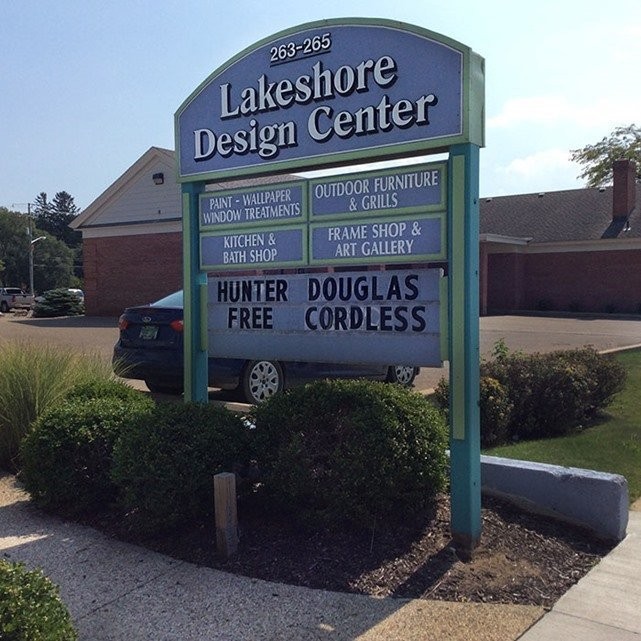 263-265
Lakeshore
Design Center
PAINT - WALLPAPER
WINDOW TREATMENTS
OUTDOOR FURNITURE
& GRILLS
KITCHEN &
BATH SHOP
FRAME SHOP &
ART GALLERY
HUNTER DOUGLAS
FREE CORDLESS